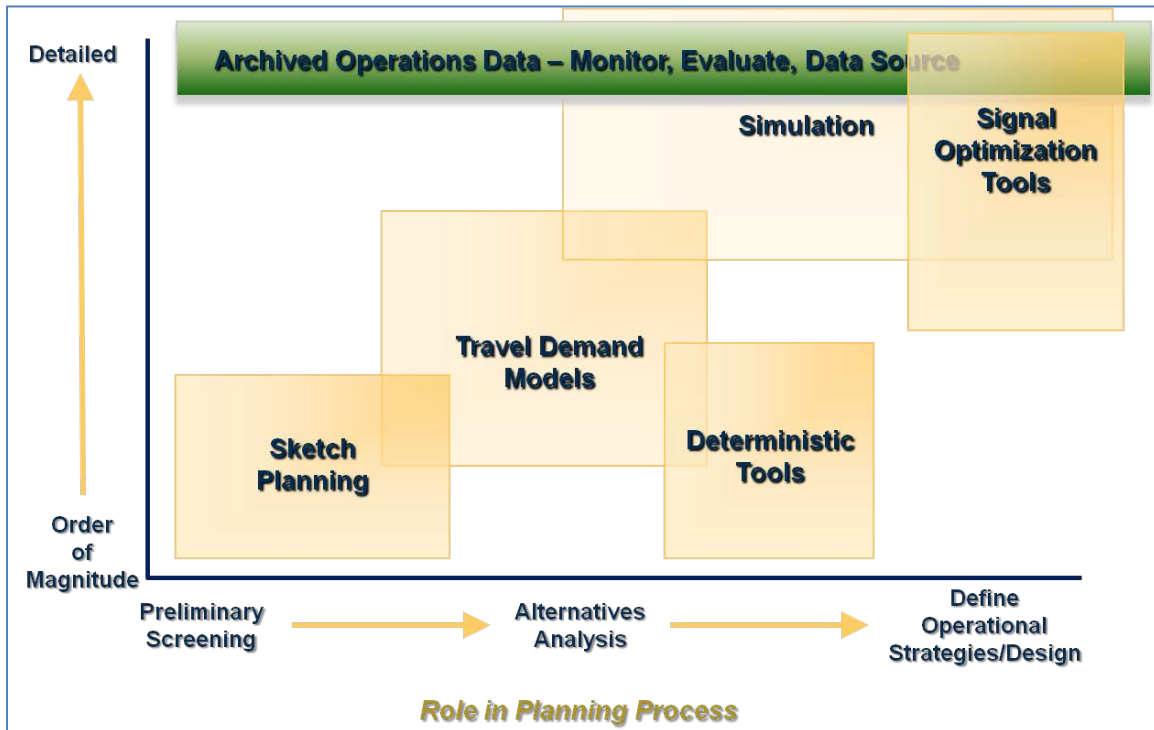 Detailed
Archived Operations Data – Monitor, Evaluate, Data Source
Simulation
Signal
Optimization
Tools
Travel Demand
Models
Sketch
Planning
Deterministic
Tools
Order
of
Magnitude
Preliminary
Screening
Alternatives
Analysis
Define
Operational
Strategies/Design
Role in Planning Process